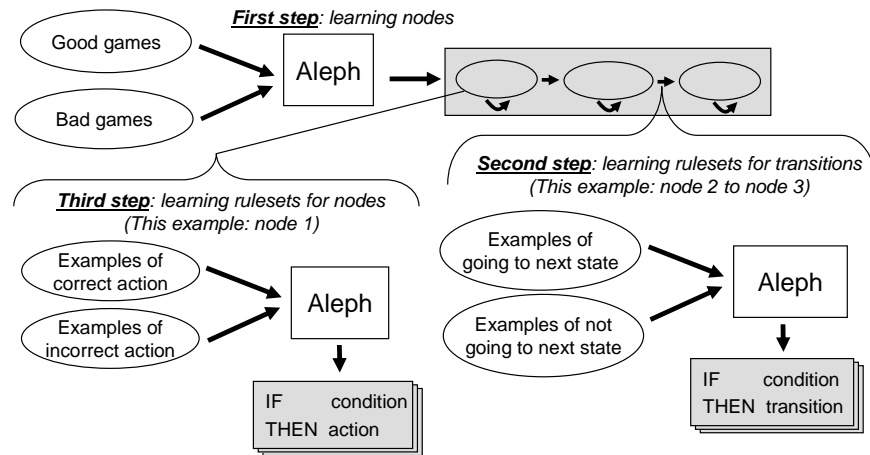 First step: learning nodes
Good games
Aleph
Bad games
Second step: learning rulesets for transitions
(This example: node 2 to node 3)
Third step: learning rulesets for nodes
(This example: node 1)
Examples of
correct action
Examples of
incorrect action
Aleph
IF condition
THEN action
Examples of
going to next state
Examples of not
going to next state
Aleph
IF condition
THEN transition